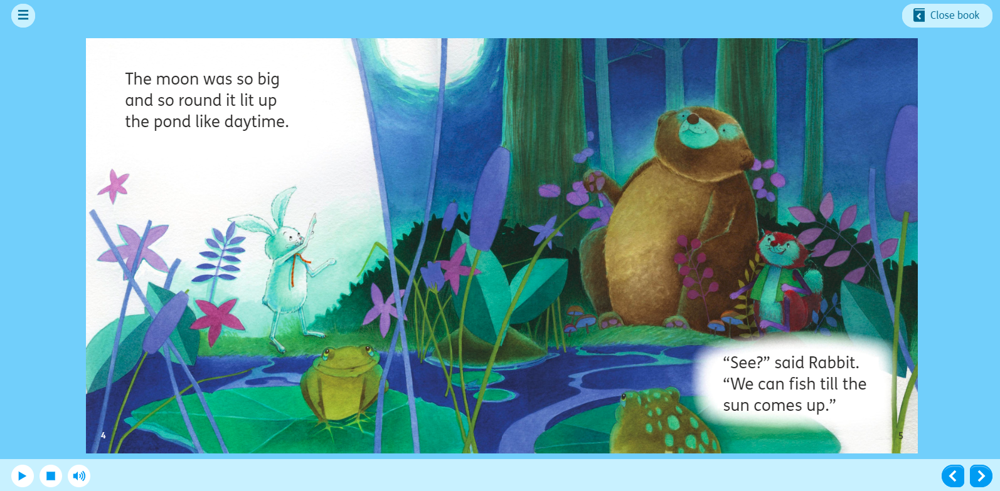 Close book
The moon was so big
and so round it lit up
the pond like daytime.
“See?” said Rabbit.
“We can fish till the
sun comes up.”
4
5